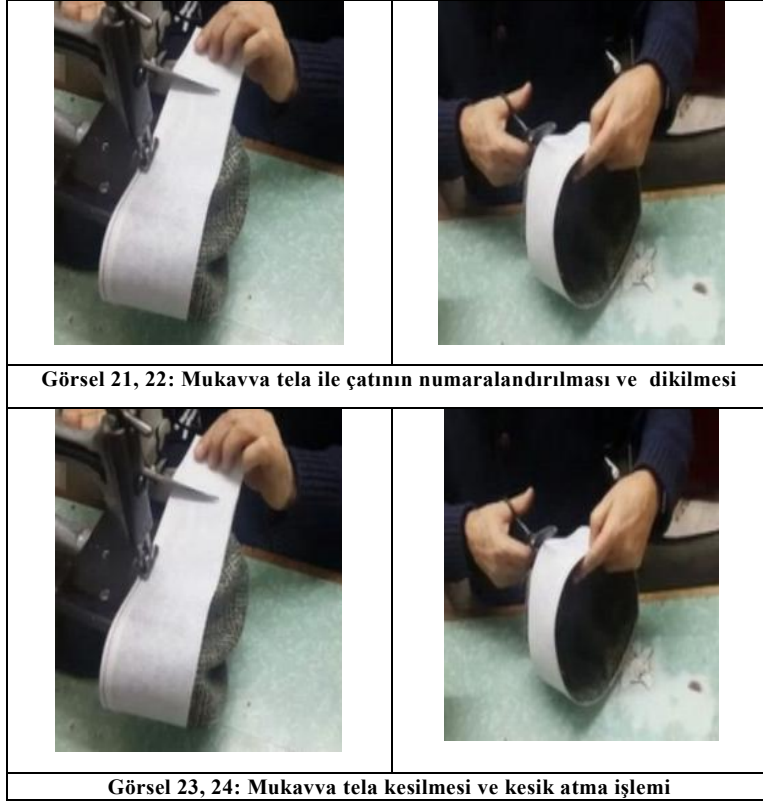 Görsel 21, 22: Mukavva tela ile çatının numaralandırılması ve dikilmesi
Görsel 23, 24: Mukavva tela kesilmesi ve kesik atma işlemi